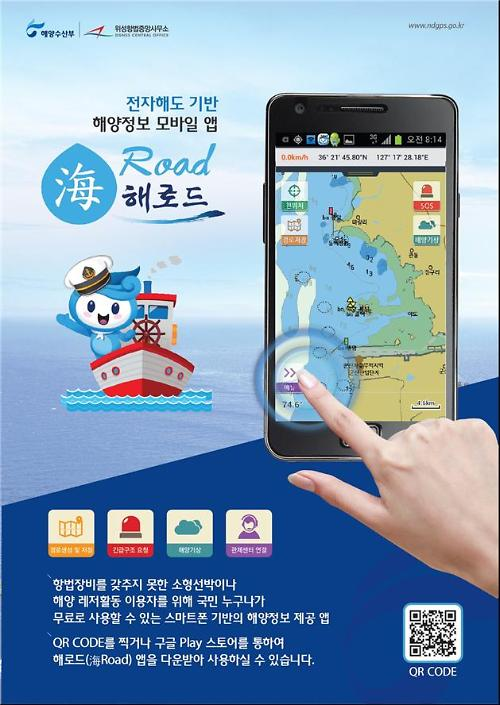 해양수산부
위성항법중앙사무소
DGNSS CENTRAL OFFICE
www.ndgps.go.kr
전자해도 기반
해양정보 모바일 앱
海 Road
해로드
3G 오전 8:14
0.0km/h 36° 21' 45.80"N 127° 17' 28.18"E
현위치
SOS
경로저장
해양기상
메뉴
74.6°
4.5km
경로생성 및 저장
긴급구조 요청
해양기상
관제센터 연결
항법장비를 갖추지 못한 소형선박이나
해양 레저활동 이용자를 위해 국민 누구나가
무료로 사용할 수 있는 스마트폰 기반의 해양정보 제공 앱
QR CODE를 찍거나 구글 Play 스토어를 통하여
해로드(海Road) 앱을 다운받아 사용하실 수 있습니다.
QR CODE